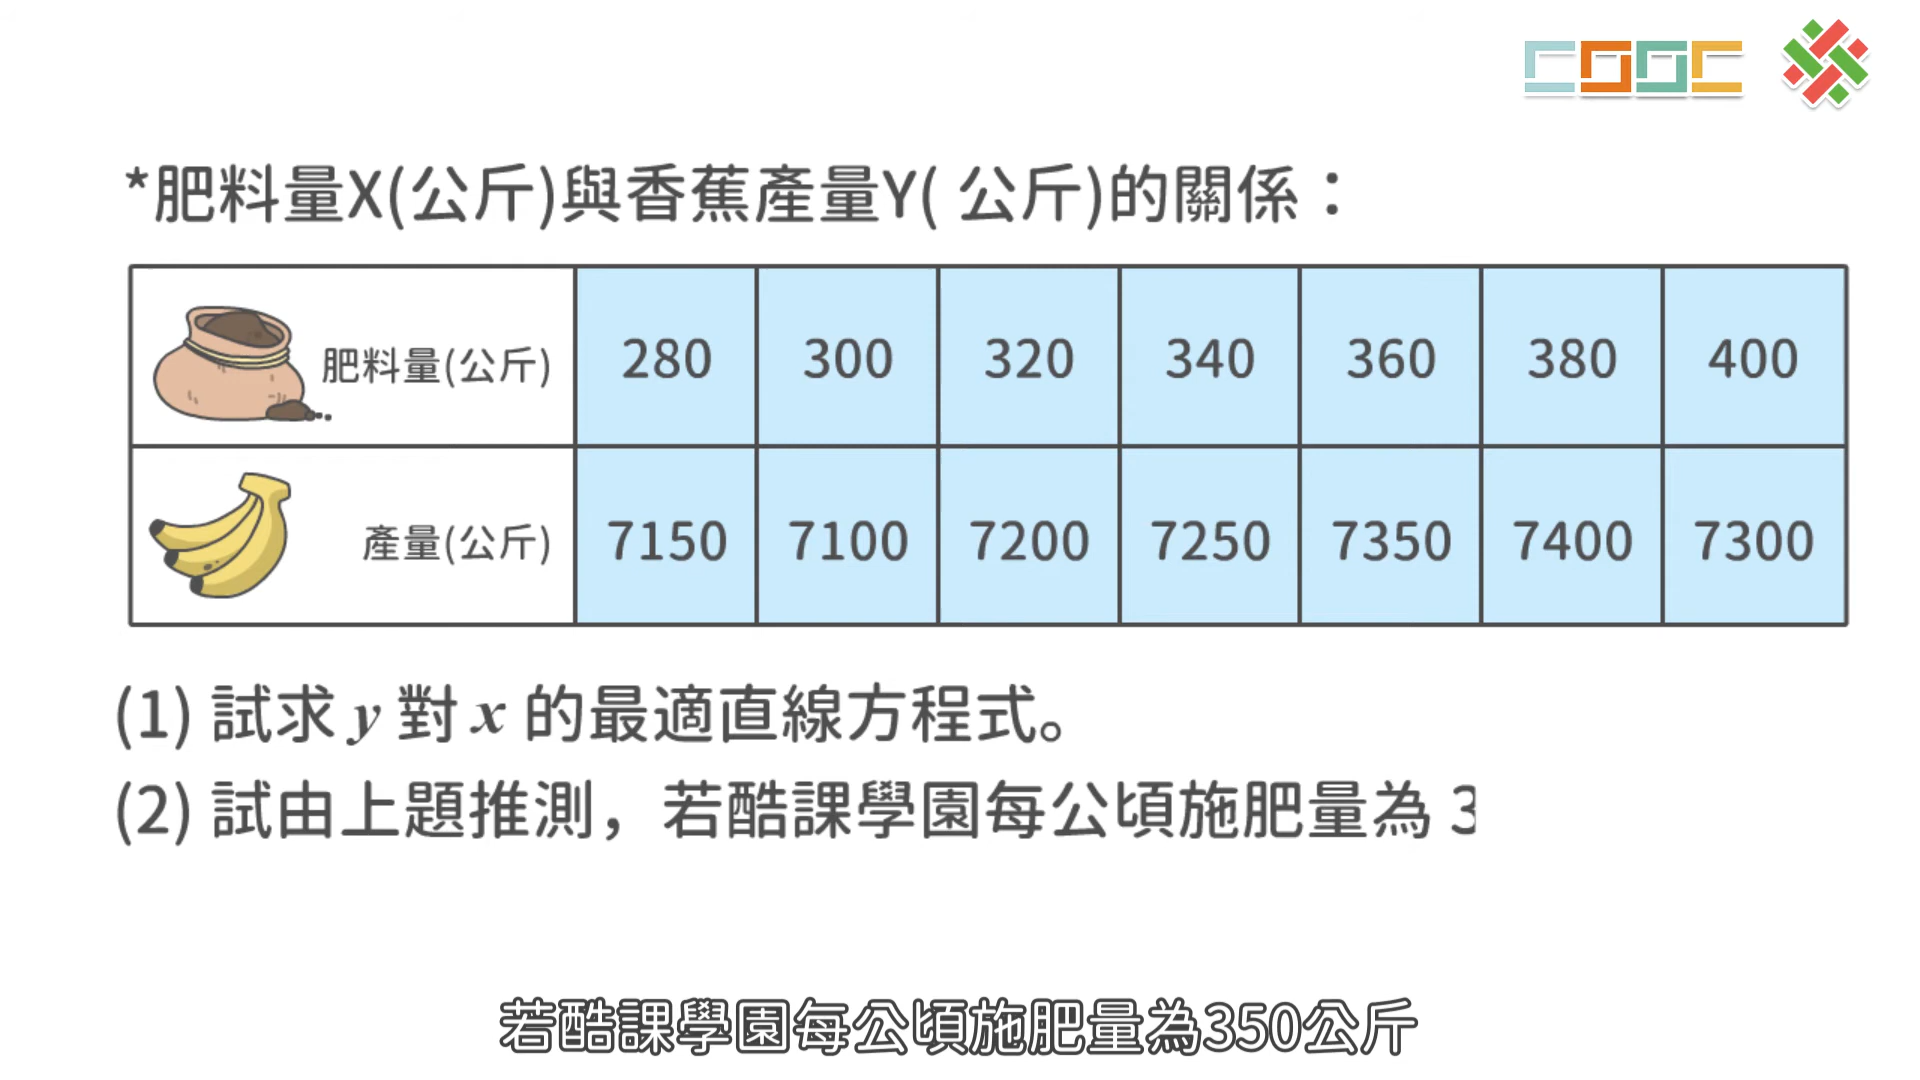 COOC
*肥料量X(公斤)與香蕉產量Y( 公斤)的關係：
肥料量(公斤) 280 300 320 340 360 380 400
產量(公斤) 7150 7100 7200 7250 7350 7400 7300
(1) 試求 y 對 x 的最適直線方程式。
(2) 試由上題推測，若酷課學園每公頃施肥量為 3
若酷課學園每公頃施肥量為350公斤